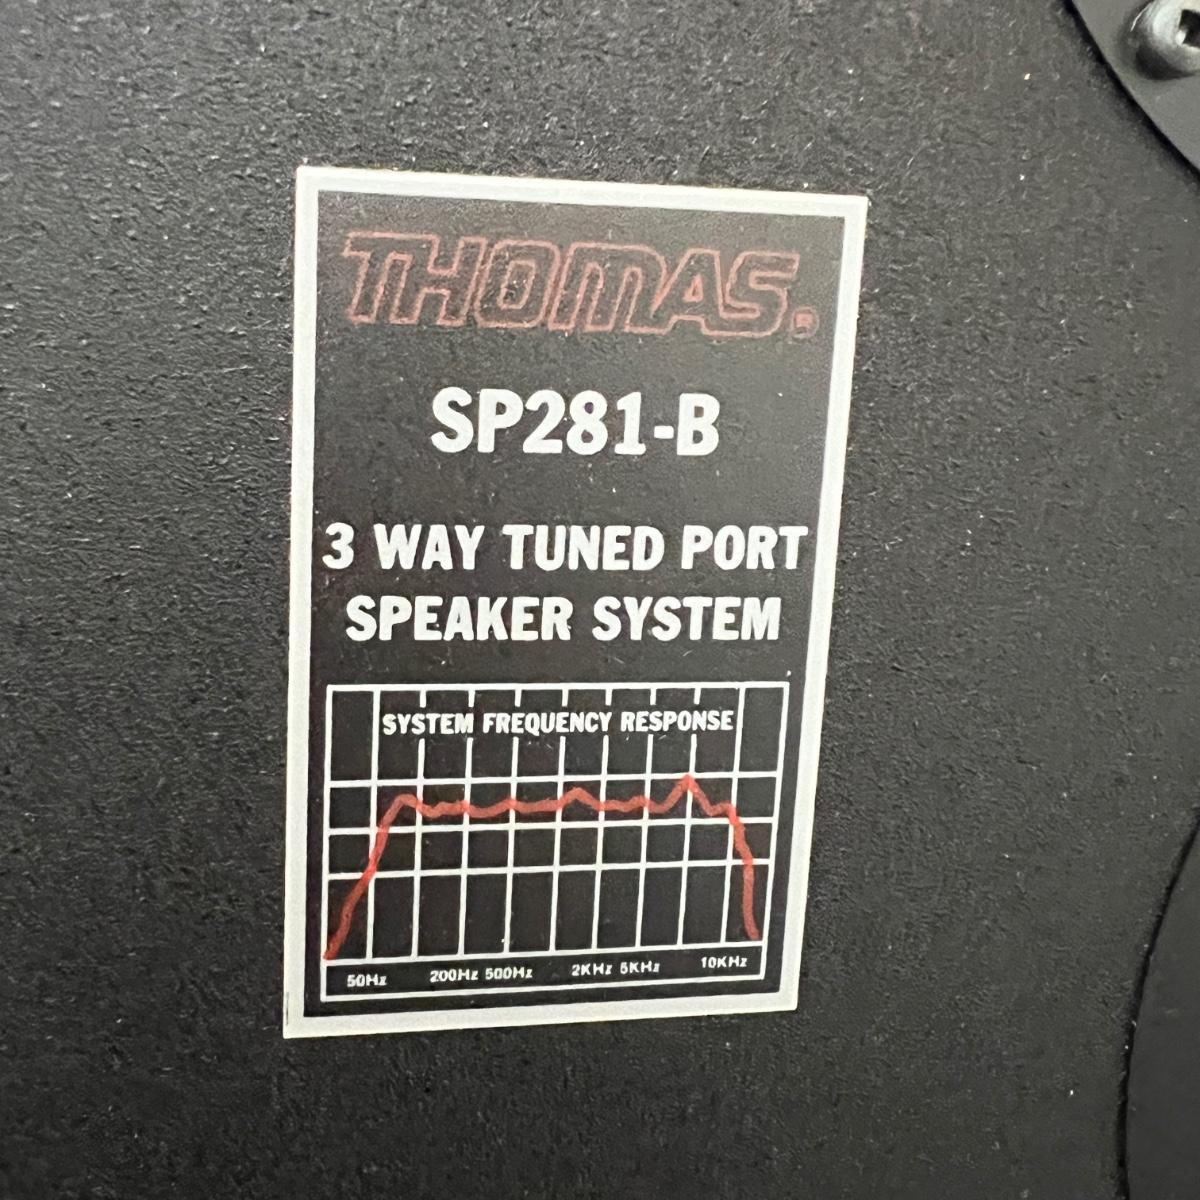 THOMAS.
SP281-B
3 WAY TUNED PORT
SPEAKER SYSTEM
SYSTEM FREQUENCY RESPONSE
50Hz 200Hz 500Hz 2KHz 5KHz 10KHz